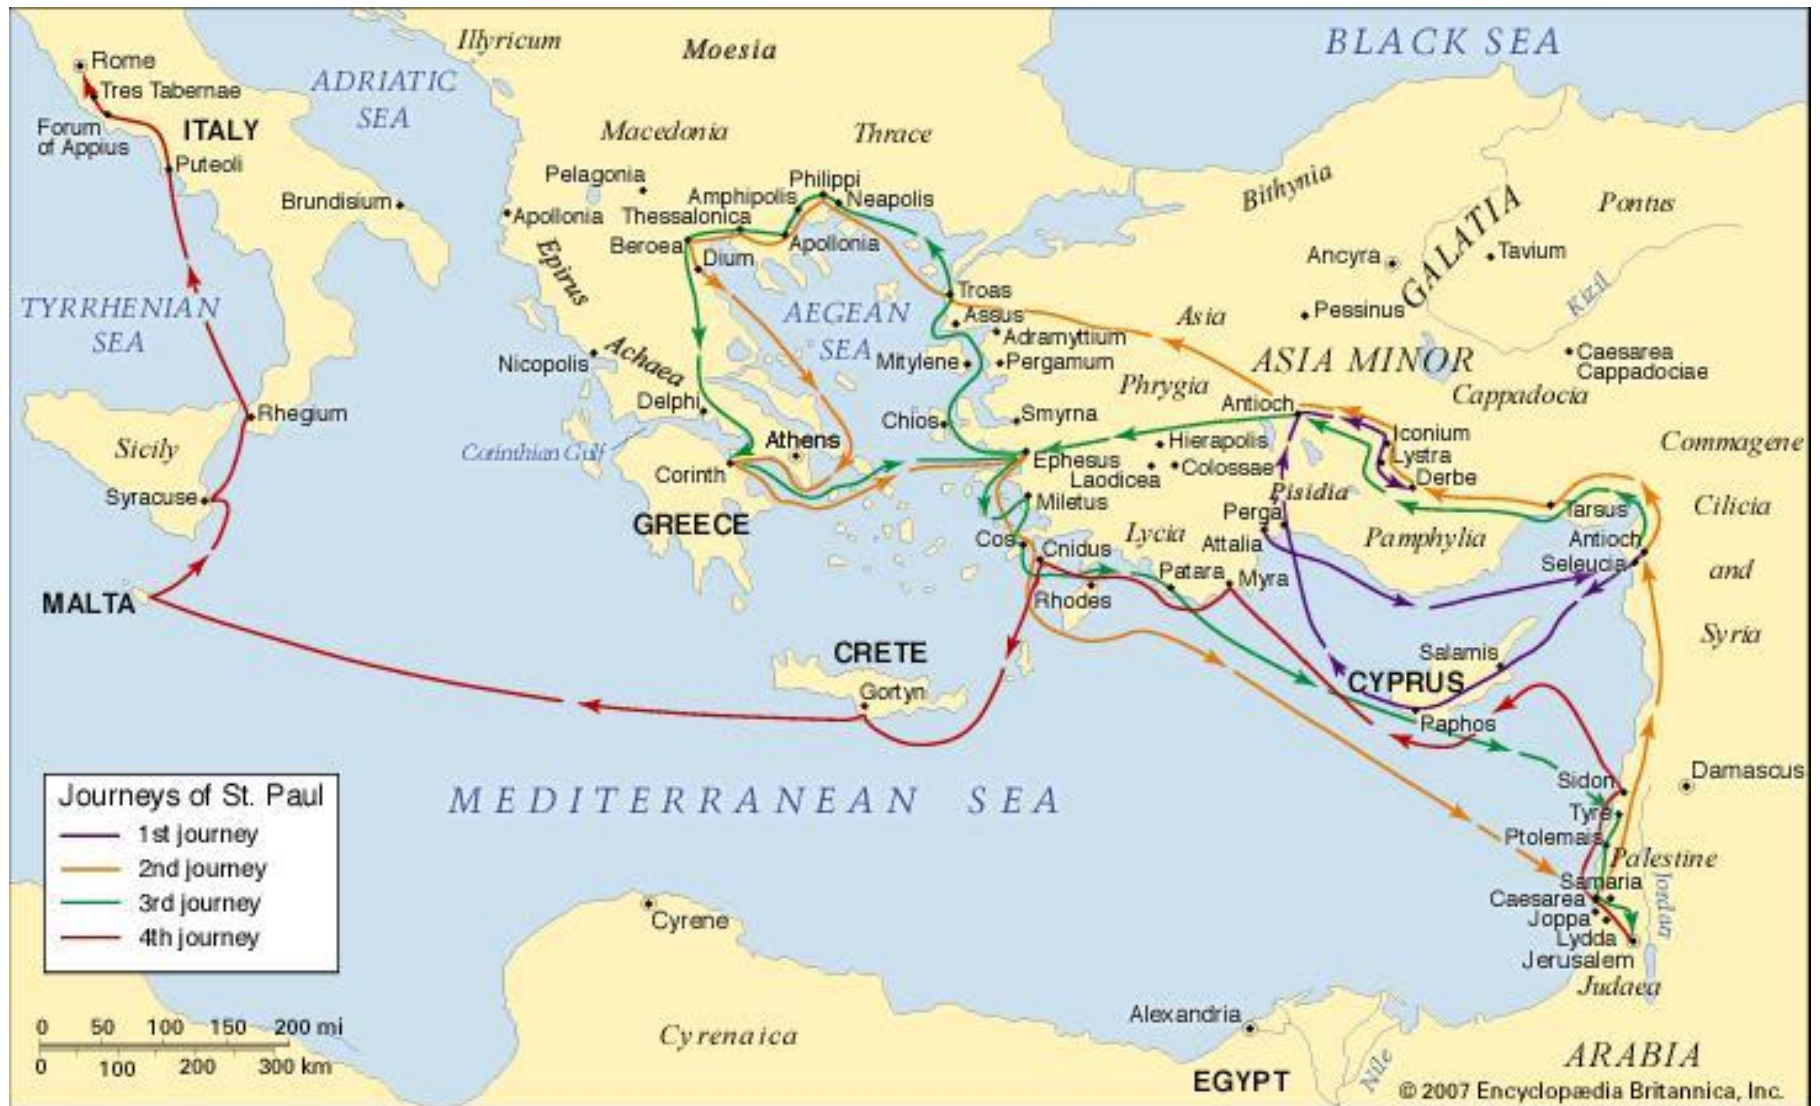 Illyricum
Moesia
BLACK SEA
Rome
Tres Tabernae
ADRIATIC
SEA
Forum
of Appius
ITALY
Macedonia
Thrace
Puteoli
Pelagonia
Philippi
Bithynia
GALATIA
Pontus
Brundisium
Amphipolis
Neapolis
Apollonia
Thessalonica
Beroea
Apollonia
Ancyra
Tavium
Epirus
Dium
Kizil
TYRRHENIAN
SEA
Troas
AEGEAN
SEA
Assus
Asia
Pessinus
Adramyttium
Achaea
Nicopolis
Mitylene
Pergamum
ASIA MINOR
Caesarea
Cappadociae
Phrygia
Cappadocia
Delphi
Antioch
Rhegium
Chios
Smyrna
Sicily
Corinthian Gulf
Athens
Hierapolis
Iconium
Commagene
Corinth
Ephesus
Lystra
Laodicea
Colossae
Derbe
Syracuse
Miletus
Pisidia
GREECE
Perga
Tarsus
Cilicia
Cos
Cnidus
Lycia
Attalia
Pamphylia
Antioch
Seleucia
and
Patara
Myra
MALTA
Rhodes
Syria
CRETE
Salamis
CYPRUS
Gortyn
Paphos
MEDITERRANEAN SEA
Sidon
Damascus
Tyre
Ptolemais
Palestine
Samaria
Caesarea
Jordan
Joppa
Lydda
Jerusalem
Judaea
Journeys of St. Paul
1st journey
2nd journey
3rd journey
4th journey
Cyrene
Cyrenaica
Alexandria
Nile
EGYPT
ARABIA
0 50 100 150 200 mi
0 100 200 300 km
© 2007 Encyclopædia Britannica, Inc.